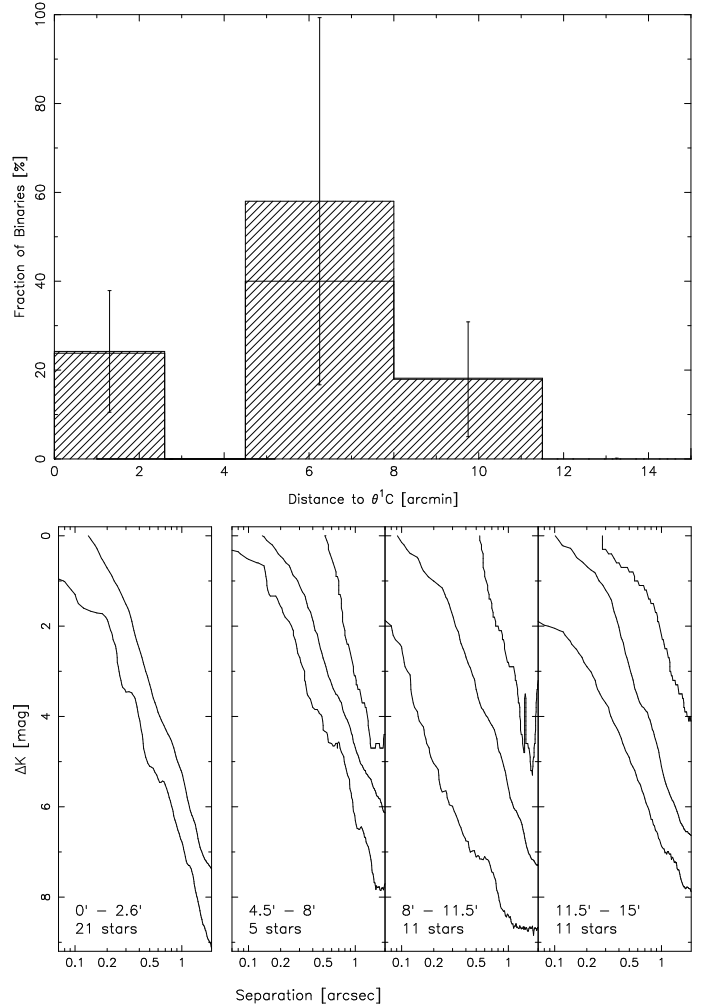 100
80
60
40
20
0
Fraction of Binaries [%]
0 2 4 6 8 10 12 14
Distance to θ¹C [arcmin]
0
2
4
6
8
ΔK [mag]
0' − 2.6'
21 stars
4.5' − 8'
5 stars
8' − 11.5'
11 stars
11.5' − 15'
11 stars
0.1 0.2 0.5 1 0.1 0.2 0.5 1 0.1 0.2 0.5 1 0.1 0.2 0.5 1
Separation [arcsec]